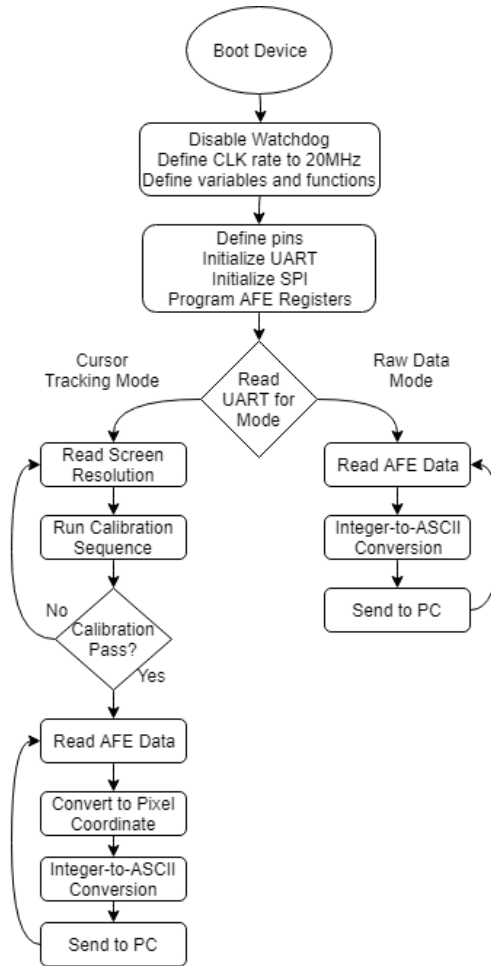 Boot Device
Disable Watchdog
Define CLK rate to 20MHz
Define variables and functions
Define pins
Initialize UART
Initialize SPI
Program AFE Registers
Cursor
Tracking Mode
Read
UART for
Mode
Raw Data
Mode
Read Screen
Resolution
Run Calibration
Sequence
No
Calibration
Pass?
Yes
Read AFE Data
Convert to Pixel
Coordinate
Integer-to-ASCII
Conversion
Send to PC
Read AFE Data
Integer-to-ASCII
Conversion
Send to PC